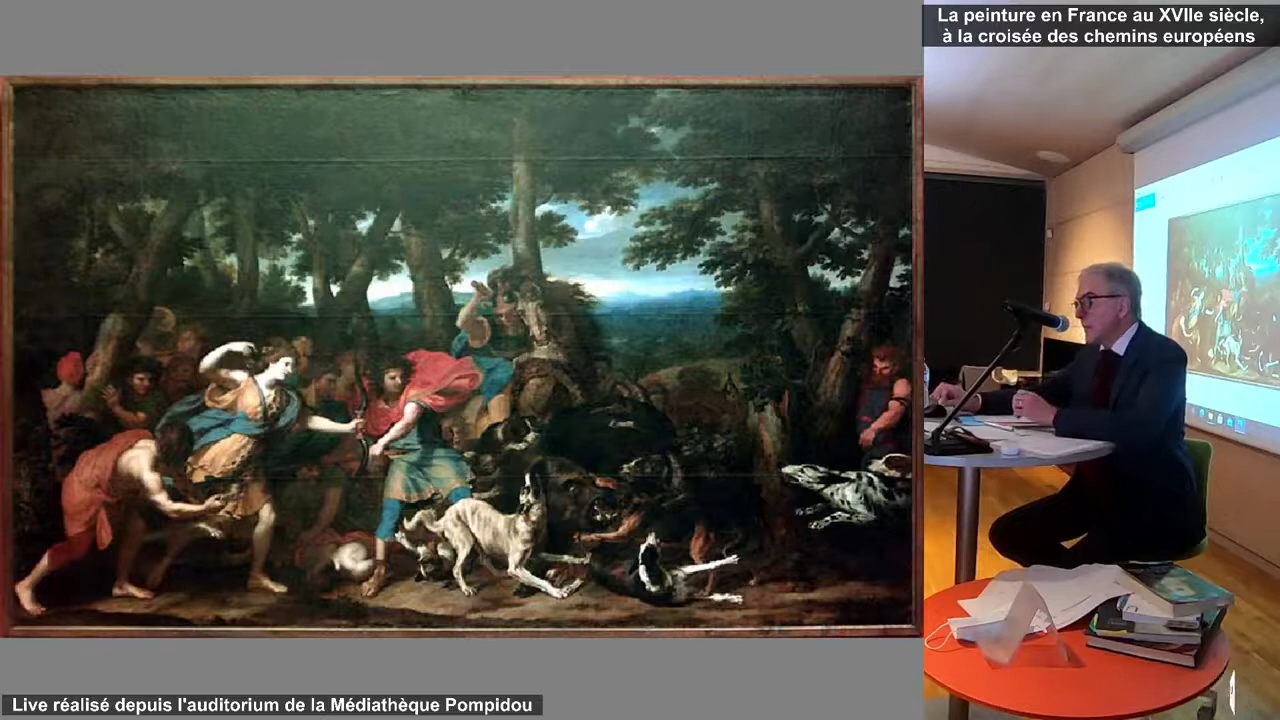 La peinture en France au XVIIe siècle,
à la croisée des chemins européens
Live réalisé depuis l'auditorium de la Médiathèque Pompidou